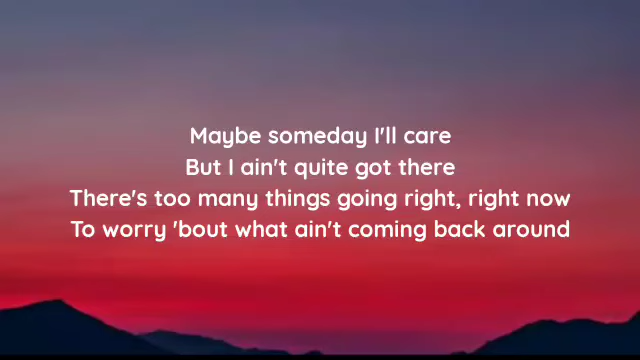 Maybe someday I'll care
But I ain't quite got there
There's too many things going right, right now
To worry 'bout what ain't coming back around